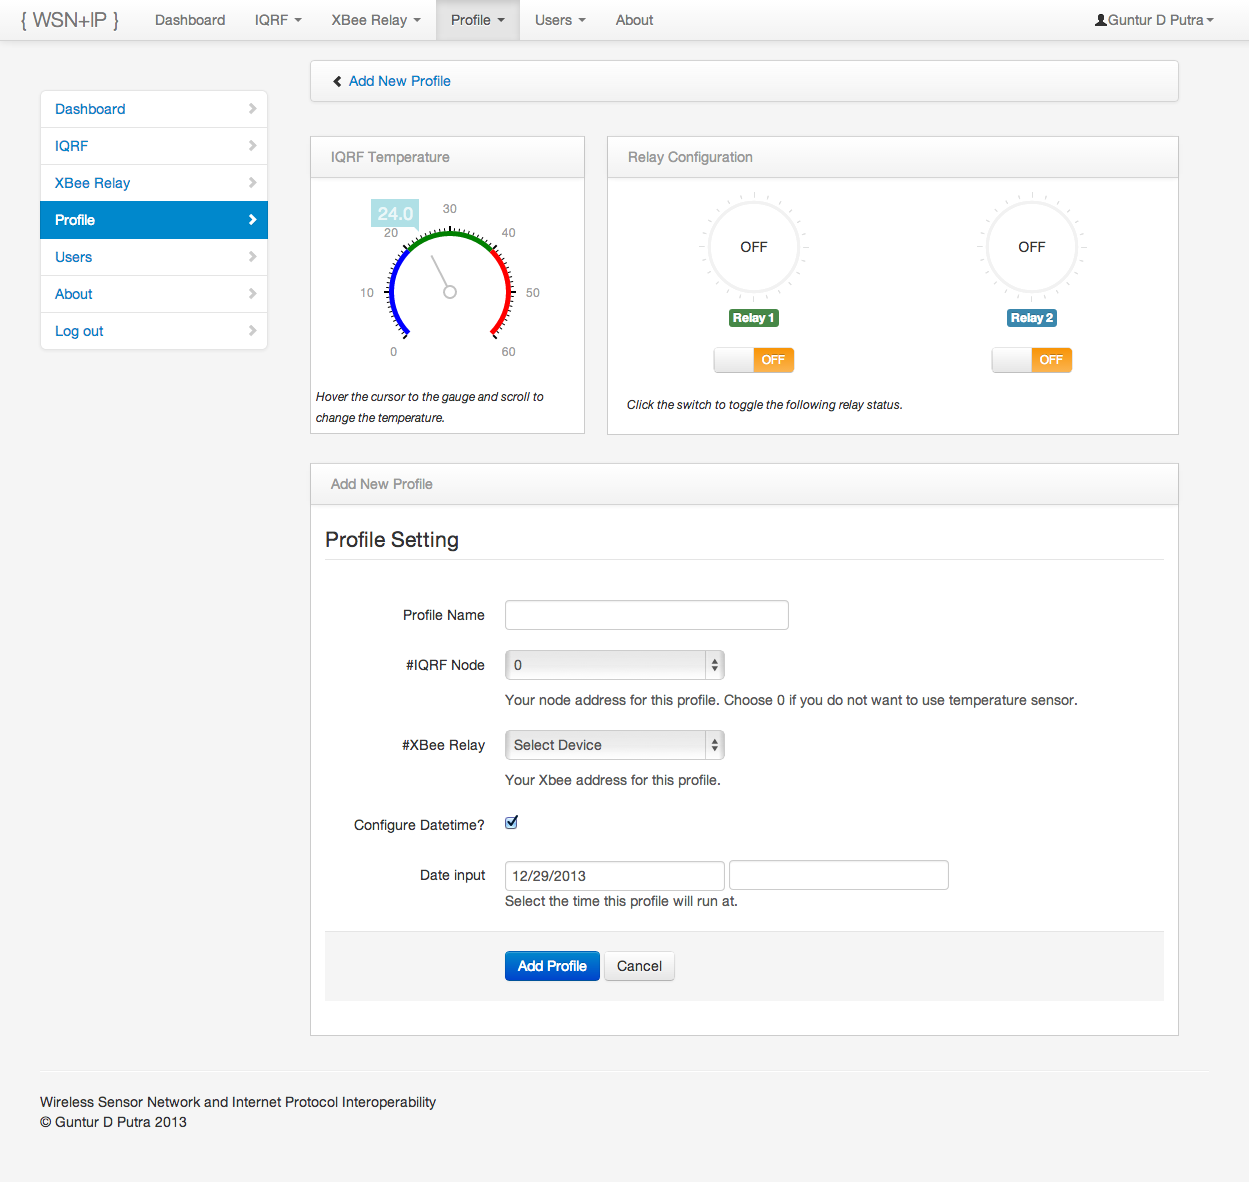 { WSN+IP } Dashboard IQRF XBee Relay Profile Users About Guntur D Putra
Add New Profile
Dashboard
IQRF
XBee Relay
Profile
Users
About
Log out
IQRF Temperature
24.0
0
10
20
30
40
50
60
Hover the cursor to the gauge and scroll to
change the temperature.
Relay Configuration
OFF OFF
Relay 1 Relay 2
OFF OFF
Click the switch to toggle the following relay status.
Add New Profile
Profile Setting
Profile Name
#IQRF Node 0
Your node address for this profile. Choose 0 if you do not want to use temperature sensor.
#XBee Relay Select Device
Your Xbee address for this profile.
Configure Datetime?
Date input 12/29/2013
Select the time this profile will run at.
Add Profile Cancel
Wireless Sensor Network and Internet Protocol Interoperability
© Guntur D Putra 2013